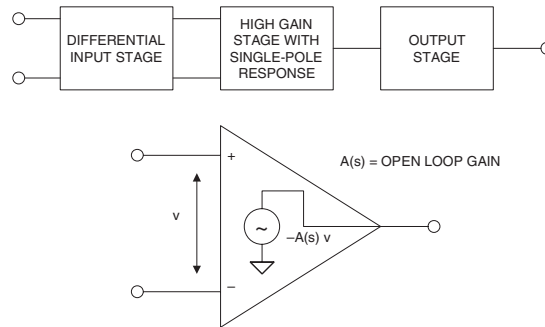 DIFFERENTIAL
INPUT STAGE
HIGH GAIN
STAGE WITH
SINGLE-POLE
RESPONSE
OUTPUT
STAGE
A(s) = OPEN LOOP GAIN
+
v
~
–A(s) v
–